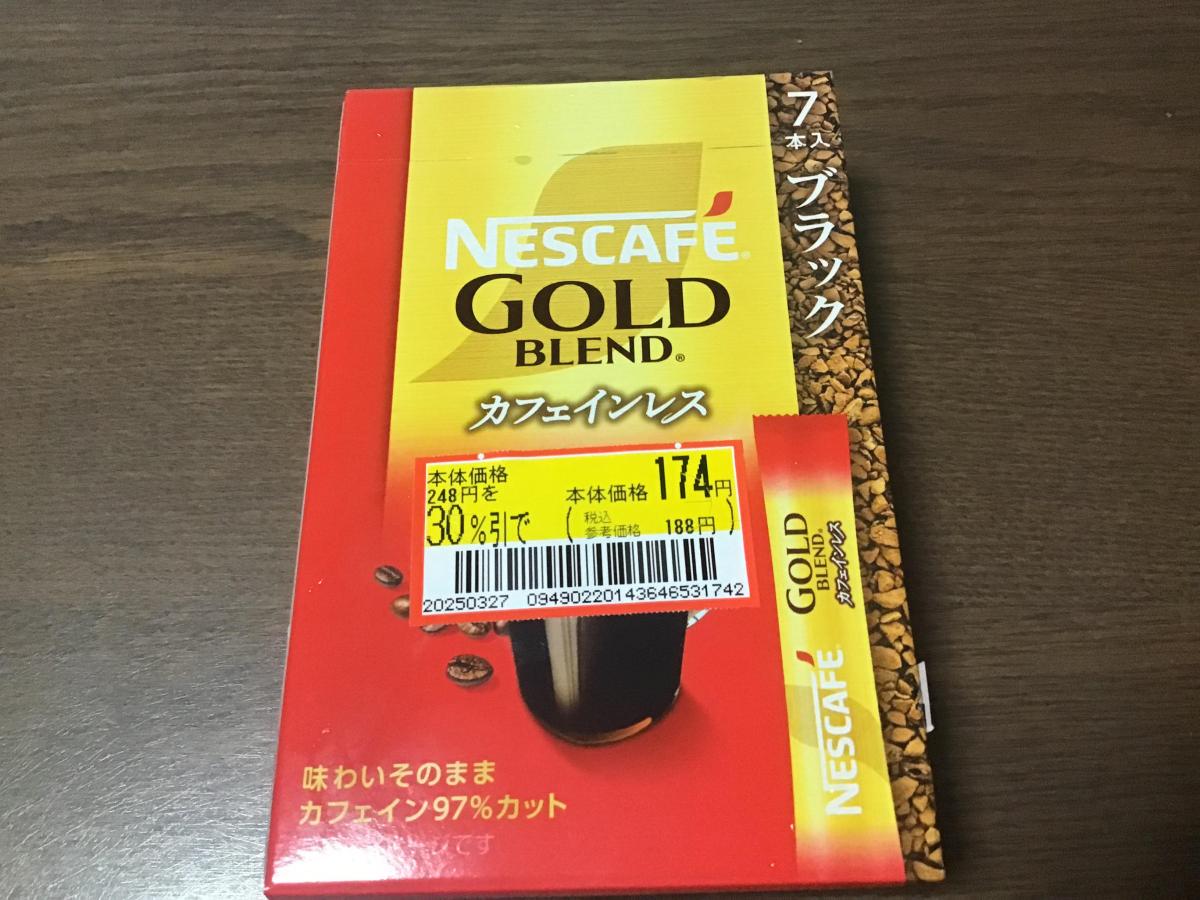 7
本入
ブラック
NESCAFÉ®
GOLD
BLEND®
カフェインレス
本体価格
248円を
30%引で
本体価格 174円
(税込
参考価格 188円)
20250327 09490220143646531742
GOLD
BLEND®
カフェインレス
NESCAFÉ
味わいそのまま
カフェイン97%カット
です